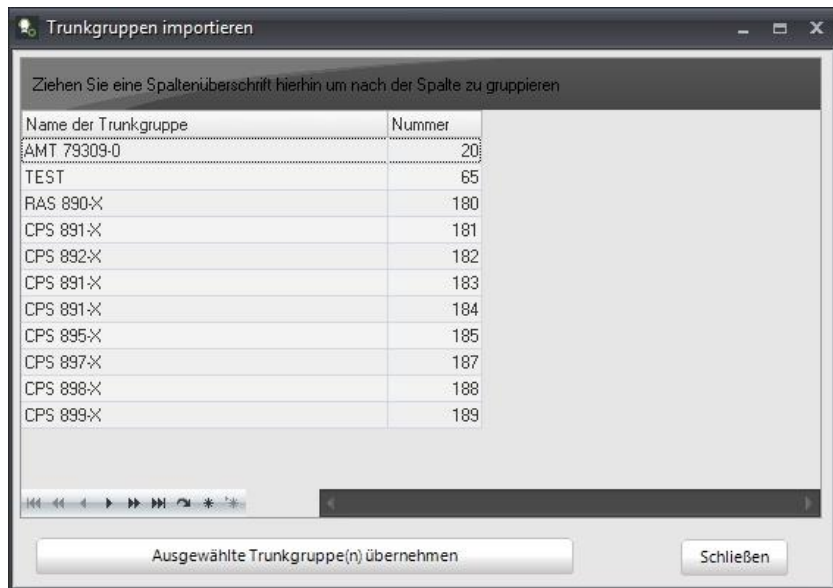 Trunkgruppen importieren
Ziehen Sie eine Spaltenüberschrift hierhin um nach der Spalte zu gruppieren
Name der Trunkgruppe Nummer
AMT 79309-0 20
TEST 65
RAS 890-X 180
CPS 891-X 181
CPS 892-X 182
CPS 891-X 183
CPS 891-X 184
CPS 895-X 185
CPS 897-X 187
CPS 898-X 188
CPS 899-X 189
Ausgewählte Trunkgruppe(n) übernehmen Schließen